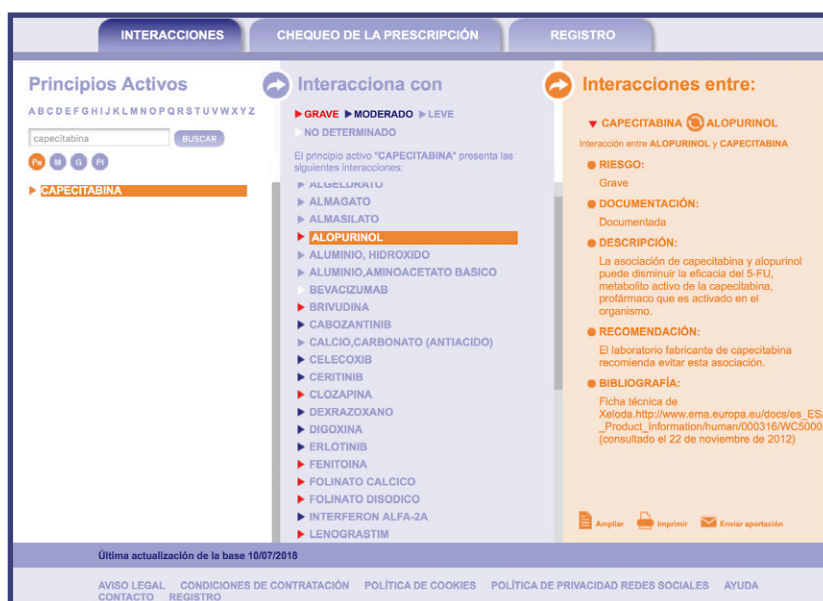 INTERACCIONES
CHEQUEO DE LA PRESCRIPCIÓN
REGISTRO
Principios Activos
A B C D E F G H I J K L M N O P Q R S T U V W X Y Z
capecitabina
BUSCAR
Pa M G PI
CAPECITABINA
Interacciona con
GRAVE MODERADO LEVE
NO DETERMINADO
El principio activo "CAPECITABINA" presenta las
siguientes interacciones:
ALGELDRATO
ALMAGATO
ALMASILATO
ALOPURINOL
ALUMINIO, HIDROXIDO
ALUMINIO,AMINOACETATO BASICO
BEVACIZUMAB
BRIVUDINA
CABOZANTINIB
CALCIO,CARBONATO (ANTIACIDO)
CELECOXIB
CERITINIB
CLOZAPINA
DEXRAZOXANO
DIGOXINA
ERLOTINIB
FENITOINA
FOLINATO CALCICO
FOLINATO DISODICO
INTERFERON ALFA-2A
LENOGRASTIM
Interacciones entre:
CAPECITABINA ALOPURINOL
Interacción entre ALOPURINOL y CAPECITABINA
RIESGO:
Grave
DOCUMENTACIÓN:
Documentada
DESCRIPCIÓN:
La asociación de capecitabina y alopurinol
puede disminuir la eficacia del 5-FU,
metabolito activo de la capecitabina,
profármaco que es activado en el
organismo.
RECOMENDACIÓN:
El laboratorio fabricante de capecitabina
recomienda evitar esta asociación.
BIBLIOGRAFÍA:
Ficha técnica de
Xeloda.http://www.ema.europa.eu/docs/es_ES/
_Product_Information/human/000316/WC5000
(consultado el 22 de noviembre de 2012)
Ampliar Imprimir Enviar aportación
Última actualización de la base 10/07/2018
AVISO LEGAL CONDICIONES DE CONTRATACIÓN POLÍTICA DE COOKIES POLÍTICA DE PRIVACIDAD REDES SOCIALES AYUDA
CONTACTO REGISTRO